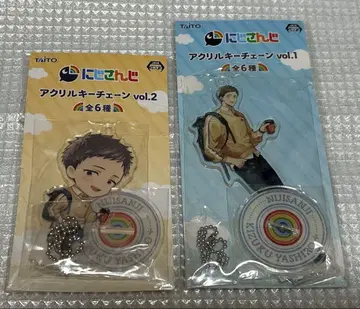 TAITO
にじさんじ
アクリルキーチェーン vol.2
全6種
NIJISANJI
TAITO
にじさんじ
アクリルキーチェーン vol.1
全6種
NIJISANJI
KIZUKU YASHIRO